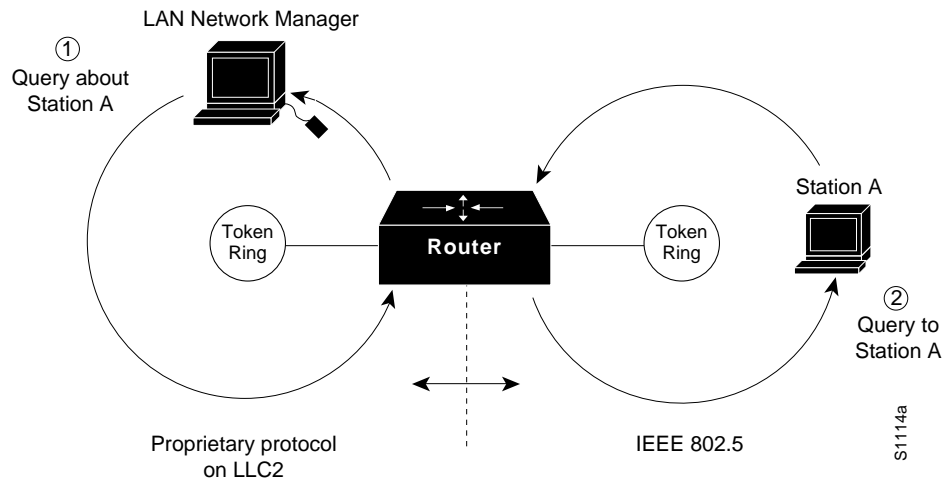 LAN Network Manager
①
Query about
Station A
Station A
Token
Ring
Router
Token
Ring
②
Query to
Station A
Proprietary protocol
on LLC2
IEEE 802.5
S1114a